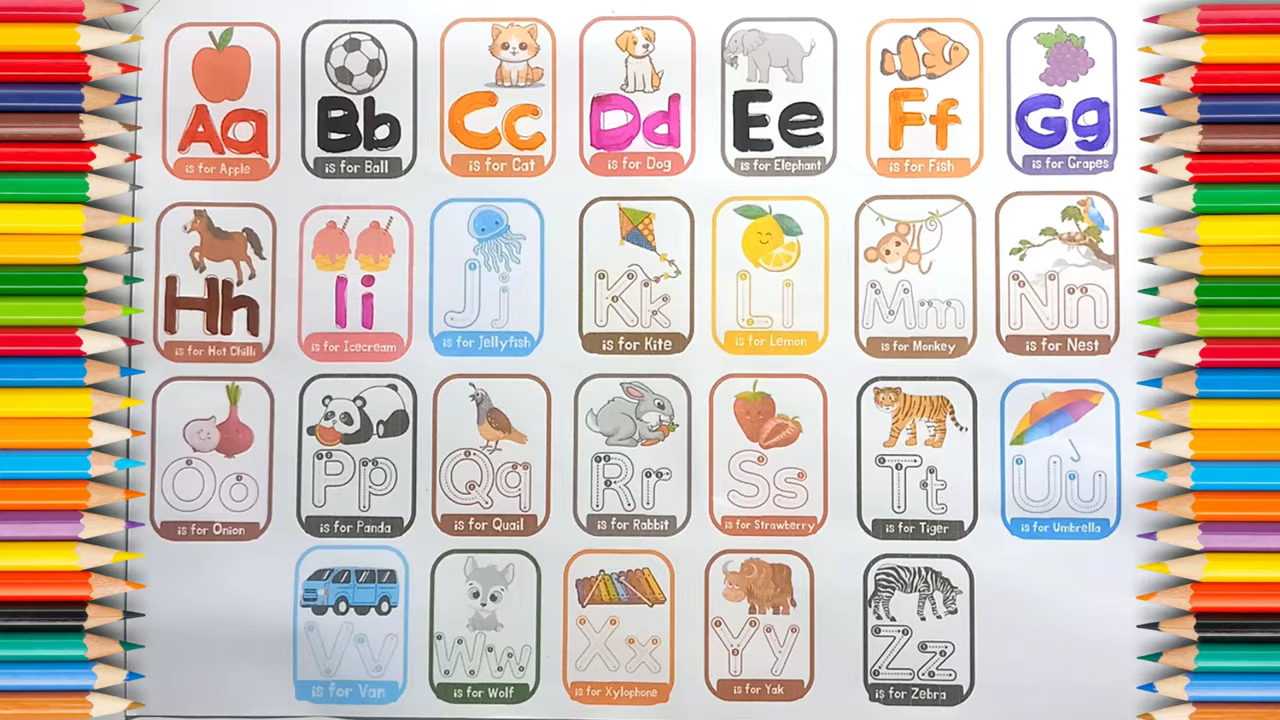 Aa
is for Apple
Bb
is for Ball
Cc
is for Cat
Dd
is for Dog
Ee
is for Elephant
Ff
is for Fish
Gg
is for Grapes
Hh
is for Hot Chilli
Ii
is for Icecream
Jj
is for Jellyfish
Kk
is for Kite
Ll
is for Lemon
Mm
is for Monkey
Nn
is for Nest
Oo
is for Onion
Pp
is for Panda
Qq
is for Quail
Rr
is for Rabbit
Ss
is for Strawberry
Tt
is for Tiger
Uu
is for Umbrella
Vv
is for Van
Ww
is for Wolf
Xx
is for Xylophone
Yy
is for Yak
Zz
is for Zebra